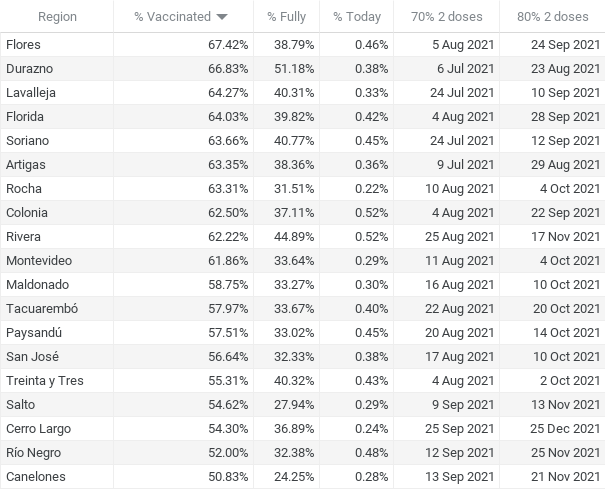 Region % Vaccinated % Fully % Today 70% 2 doses 80% 2 doses
Flores 67.42% 38.79% 0.46% 5 Aug 2021 24 Sep 2021
Durazno 66.83% 51.18% 0.38% 6 Jul 2021 23 Aug 2021
Lavalleja 64.27% 40.31% 0.33% 24 Jul 2021 10 Sep 2021
Florida 64.03% 39.82% 0.42% 4 Aug 2021 28 Sep 2021
Soriano 63.66% 40.77% 0.45% 24 Jul 2021 12 Sep 2021
Artigas 63.35% 38.36% 0.36% 9 Jul 2021 29 Aug 2021
Rocha 63.31% 31.51% 0.22% 10 Aug 2021 4 Oct 2021
Colonia 62.50% 37.11% 0.52% 4 Aug 2021 22 Sep 2021
Rivera 62.22% 44.89% 0.52% 25 Aug 2021 17 Nov 2021
Montevideo 61.86% 33.64% 0.29% 11 Aug 2021 4 Oct 2021
Maldonado 58.75% 33.27% 0.30% 16 Aug 2021 10 Oct 2021
Tacuarembó 57.97% 33.67% 0.40% 22 Aug 2021 20 Oct 2021
Paysandú 57.51% 33.02% 0.45% 20 Aug 2021 14 Oct 2021
San José 56.64% 32.33% 0.38% 17 Aug 2021 10 Oct 2021
Treinta y Tres 55.31% 40.32% 0.43% 4 Aug 2021 2 Oct 2021
Salto 54.62% 27.94% 0.29% 9 Sep 2021 13 Nov 2021
Cerro Largo 54.30% 36.89% 0.24% 25 Sep 2021 25 Dec 2021
Río Negro 52.00% 32.38% 0.48% 12 Sep 2021 25 Nov 2021
Canelones 50.83% 24.25% 0.28% 13 Sep 2021 21 Nov 2021